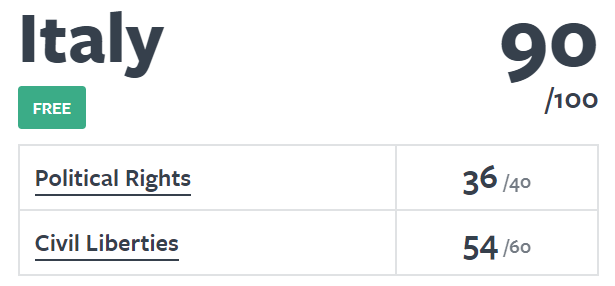 Italy
90
/100
FREE
Political Rights 36 /40
Civil Liberties 54 /60